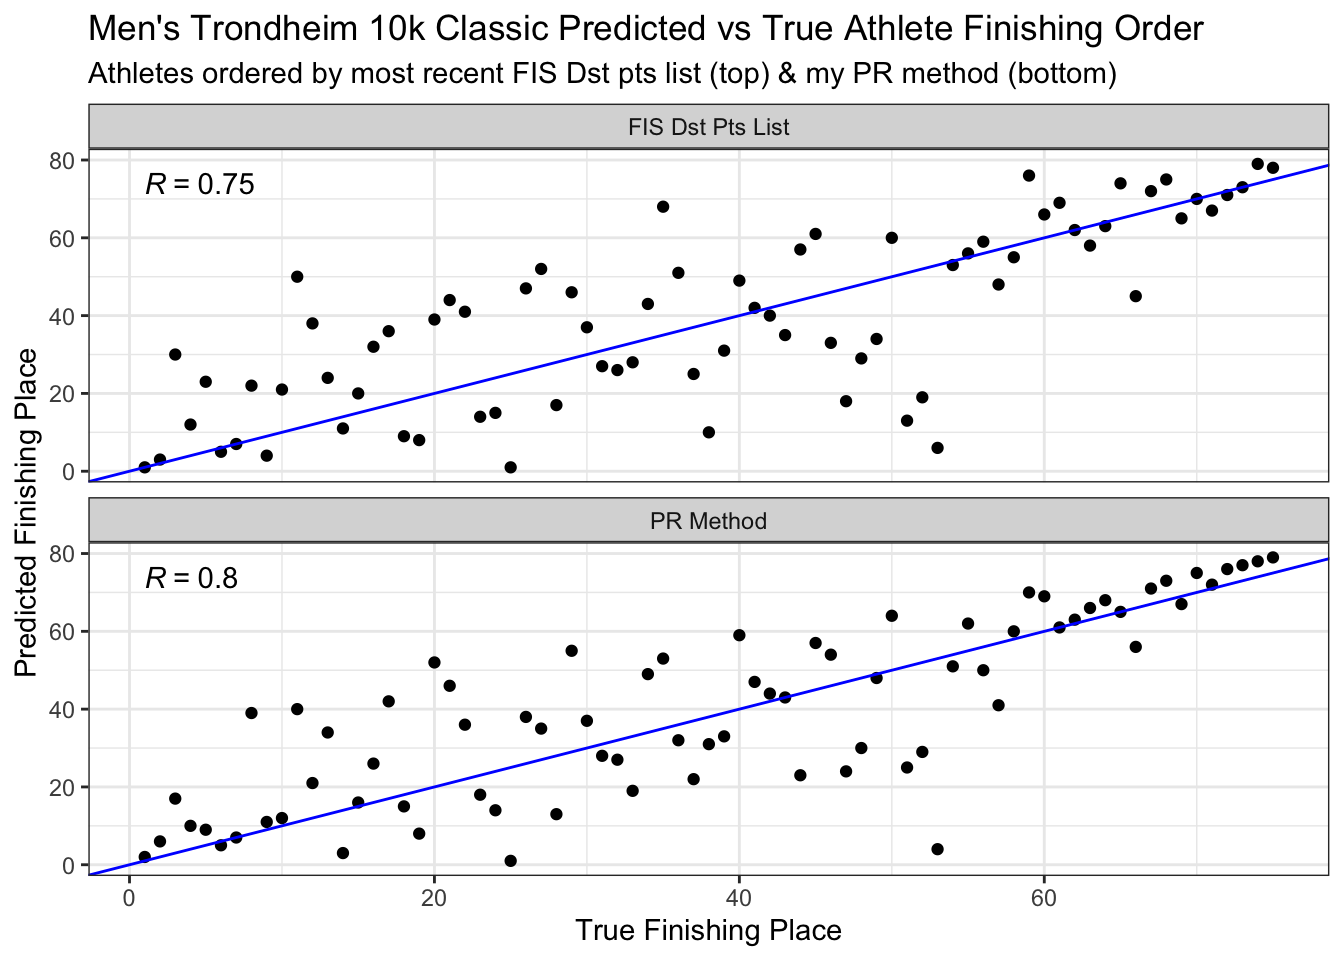 Men's Trondheim 10k Classic Predicted vs True Athlete Finishing Order
Athletes ordered by most recent FIS Dst pts list (top) & my PR method (bottom)
FIS Dst Pts List
R = 0.75
80
60
40
20
0
PR Method
R = 0.8
80
60
40
20
0
Predicted Finishing Place
0 20 40 60
True Finishing Place